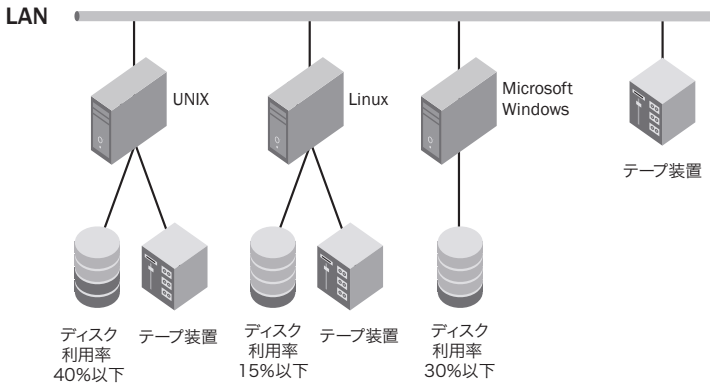 LAN
UNIX
Linux
Microsoft
Windows
テープ装置
ディスク
利用率
40%以下
テープ装置
ディスク
利用率
15%以下
テープ装置
ディスク
利用率
30%以下